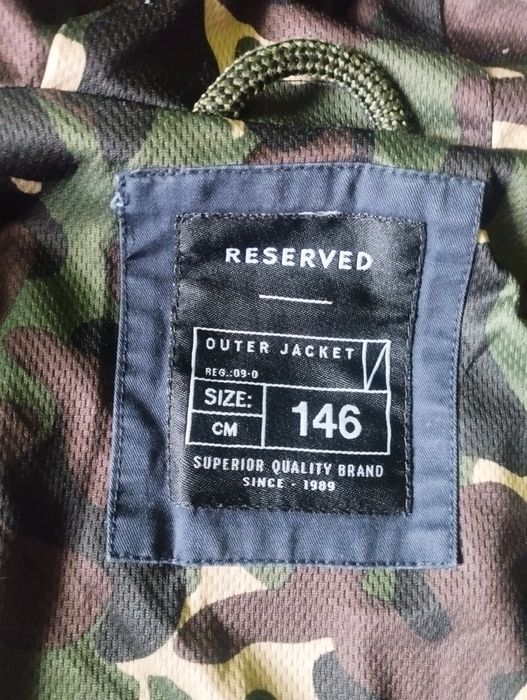 RESERVED
OUTER JACKET
REG.:09-0
SIZE:
CM
146
SUPERIOR QUALITY BRAND
SINCE - 1989